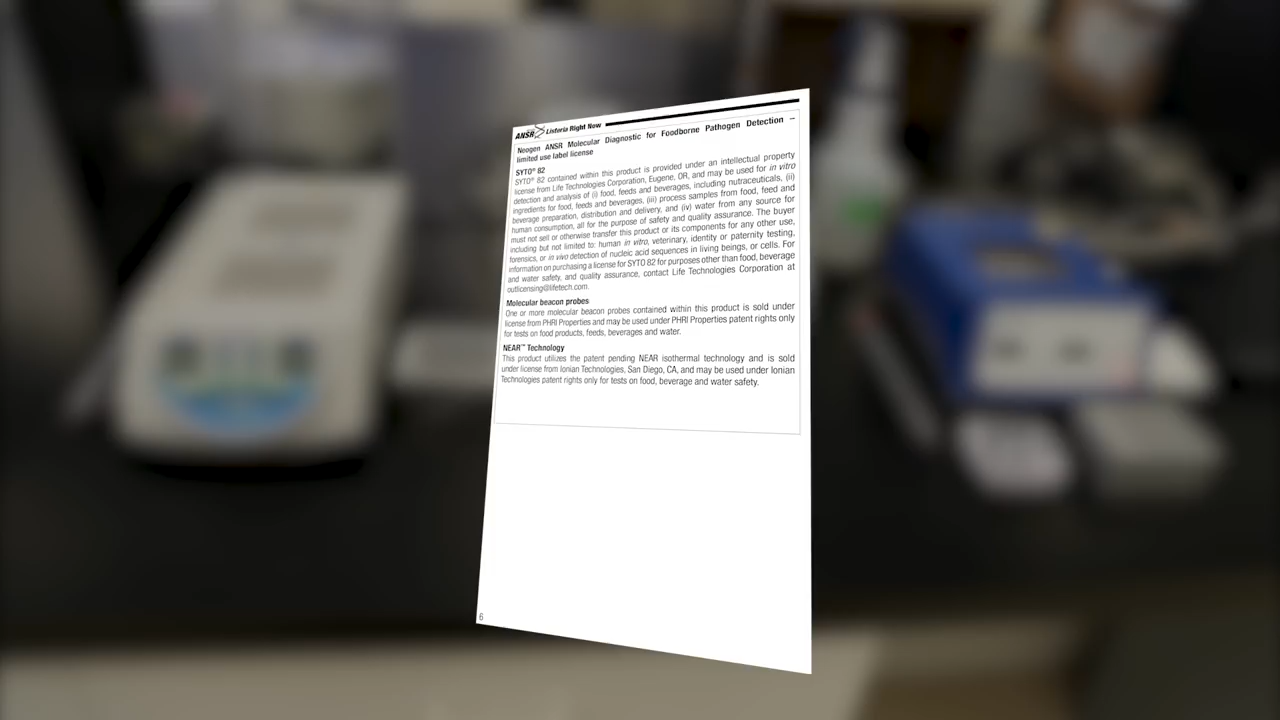 ANSR Listeria Right Now
Neogen ANSR Molecular Diagnostic for Foodborne Pathogen Detection –
limited use label license
SYTO® 82
SYTO® 82 contained within this product is provided under an intellectual property
license from Life Technologies Corporation, Eugene, OR, and may be used for in vitro
detection and analysis of (i) food, feeds and beverages, including nutraceuticals, (ii)
ingredients for food, feeds and beverages, (iii) process samples from food, feed and
beverage preparation, distribution and delivery, and (iv) water from any source for
human consumption, all for the purpose of safety and quality assurance. The buyer
must not sell or otherwise transfer this product or its components for any other use,
including but not limited to: human in vitro, veterinary, identity or paternity testing,
forensics, or in vivo detection of nucleic acid sequences in living beings, or cells. For
information on purchasing a license for SYTO 82 for purposes other than food, beverage
and water safety, and quality assurance, contact Life Technologies Corporation at
outlicensing@lifetech.com.
Molecular beacon probes
One or more molecular beacon probes contained within this product is sold under
license from PHRI Properties and may be used under PHRI Properties patent rights only
for tests on food products, feeds, beverages and water.
NEAR™ Technology
This product utilizes the patent pending NEAR isothermal technology and is sold
under license from Ionian Technologies, San Diego, CA, and may be used under Ionian
Technologies patent rights only for tests on food, beverage and water safety.
6